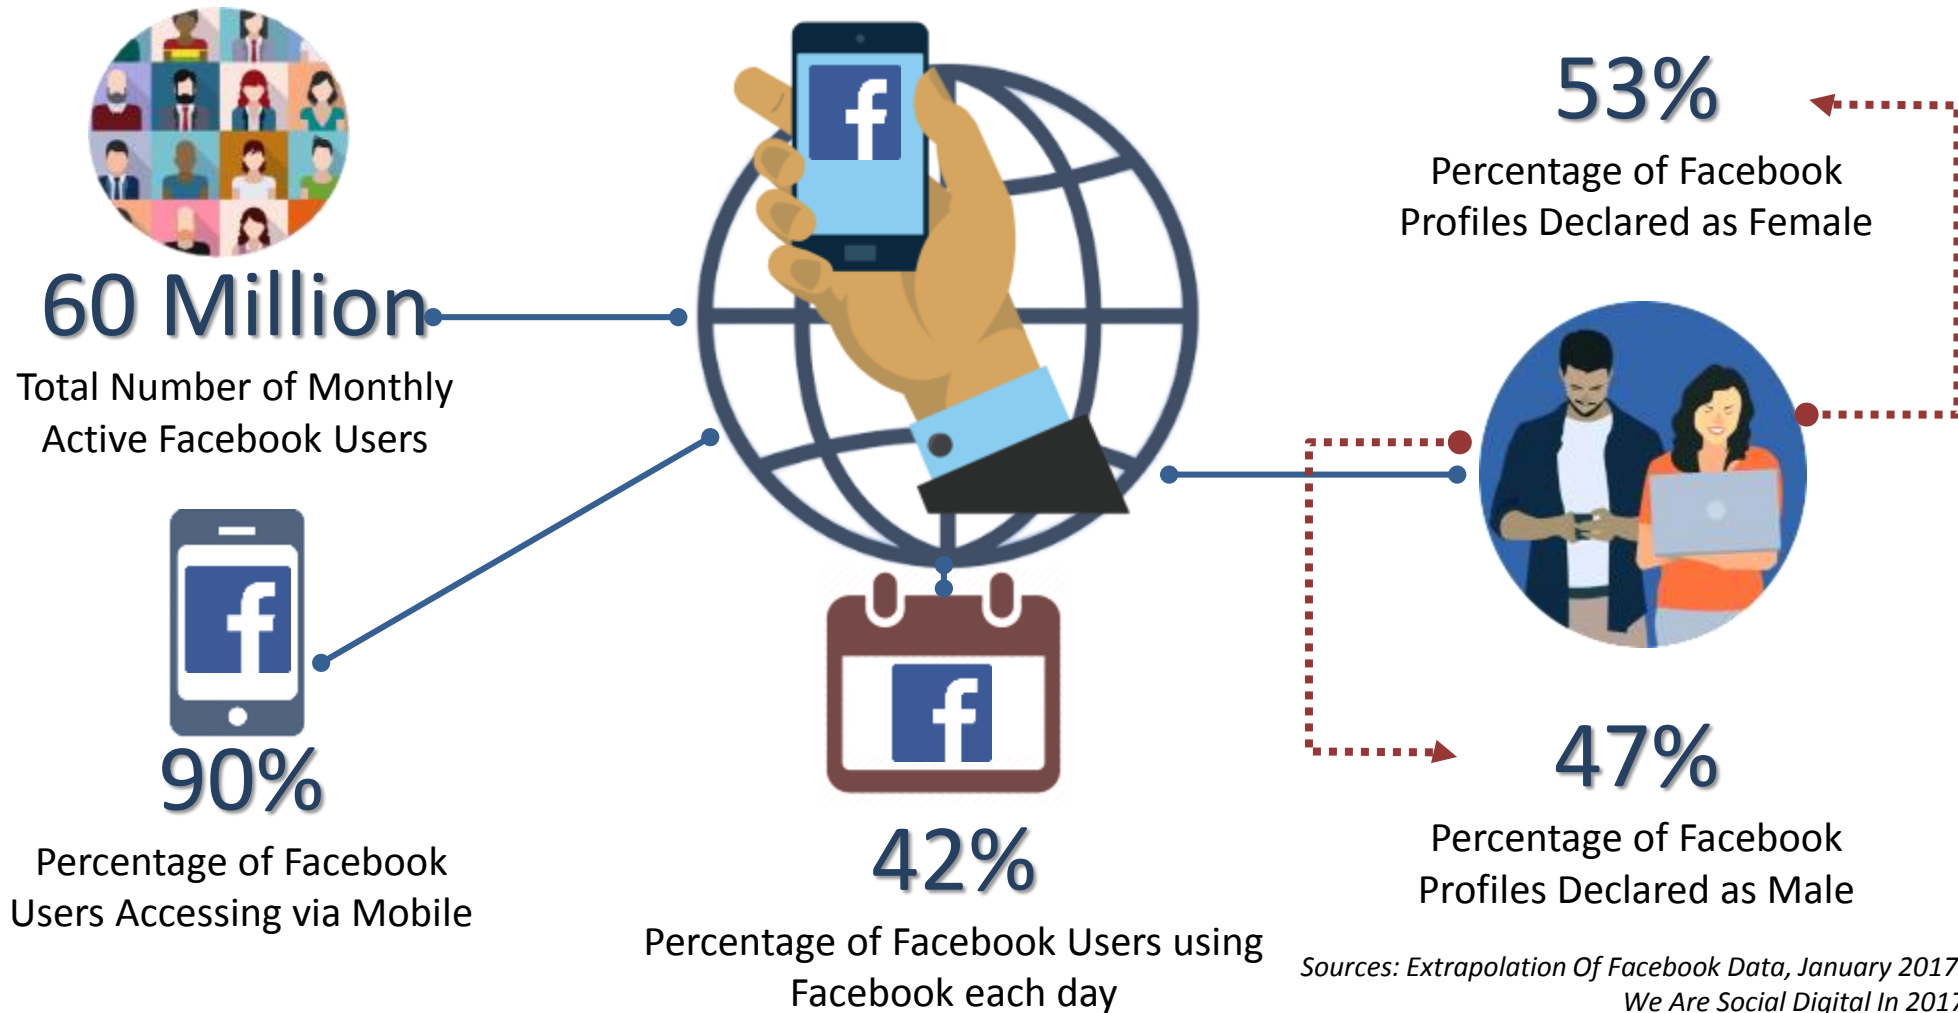 60 Million
Total Number of Monthly
Active Facebook Users
90%
Percentage of Facebook
Users Accessing via Mobile
42%
Percentage of Facebook Users using
Facebook each day
53%
Percentage of Facebook
Profiles Declared as Female
47%
Percentage of Facebook
Profiles Declared as Male
Sources: Extrapolation Of Facebook Data, January 2017
We Are Social Digital In 2017